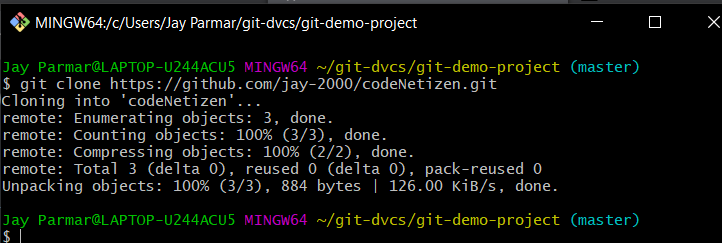 MINGW64:/c/Users/Jay Parmar/git-dvcs/git-demo-project
Jay Parmar@LAPTOP-U244ACU5 MINGW64 ~/git-dvcs/git-demo-project (master)
$ git clone https://github.com/jay-2000/codeNetizen.git
Cloning into 'codeNetizen'...
remote: Enumerating objects: 3, done.
remote: Counting objects: 100% (3/3), done.
remote: Compressing objects: 100% (2/2), done.
remote: Total 3 (delta 0), reused 0 (delta 0), pack-reused 0
Unpacking objects: 100% (3/3), 884 bytes | 126.00 KiB/s, done.
Jay Parmar@LAPTOP-U244ACU5 MINGW64 ~/git-dvcs/git-demo-project (master)
$